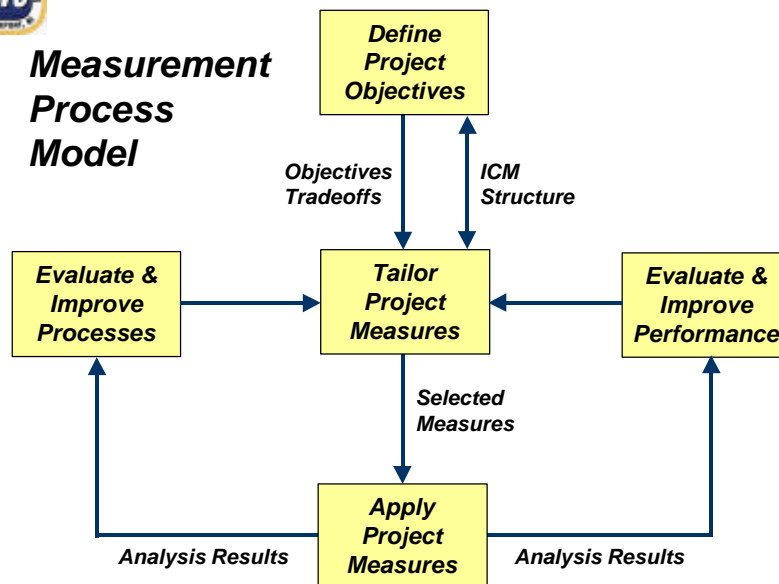 Measurement
Process
Model
Define
Project
Objectives
Objectives
Tradeoffs
ICM
Structure
Evaluate &
Improve
Processes
Tailor
Project
Measures
Evaluate &
Improve
Performance
Selected
Measures
Apply
Project
Measures
Analysis Results
Analysis Results